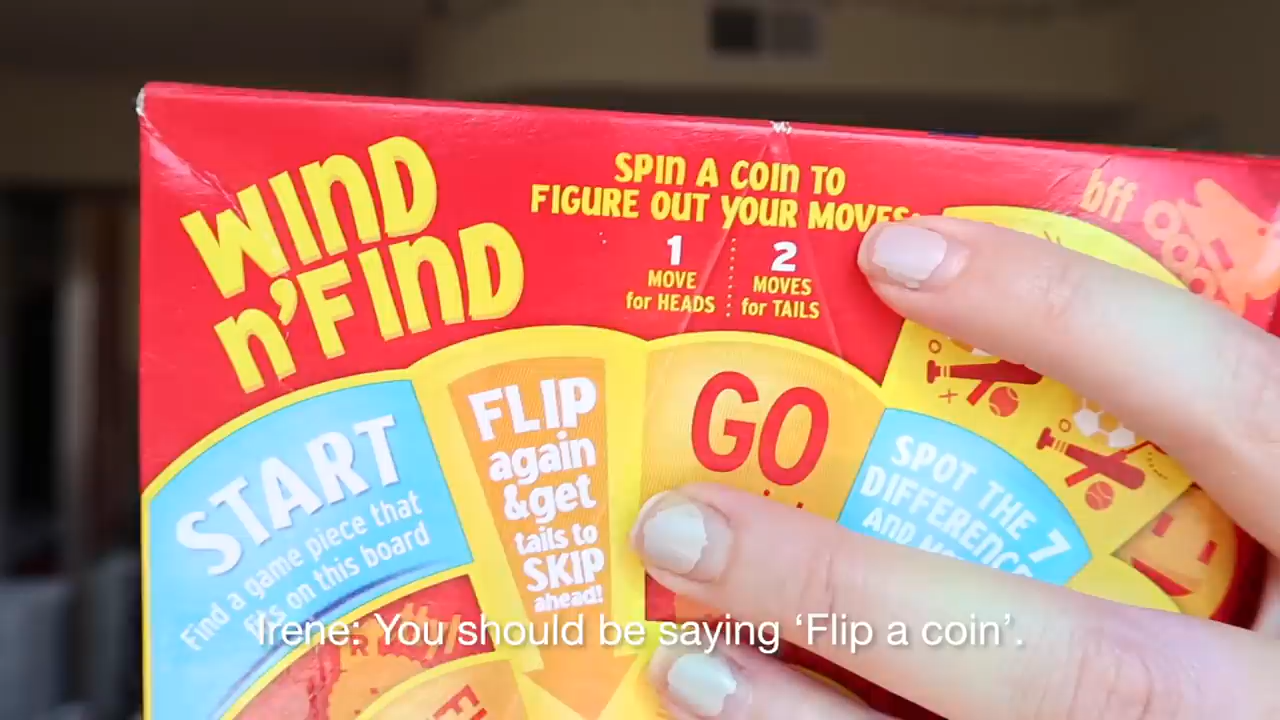 WIND
n'FIND
SPIN A COIN TO
FIGURE OUT YOUR MOVES:
1
MOVE
for HEADS
2
MOVES
for TAILS
bff
START
Find a game piece that
fits on this board
FLIP
again
&get
tails to
SKIP
ahead!
GO
SPOT THE 7
DIFFERENC
AND
Irene: You should be saying ‘Flip a coin’.